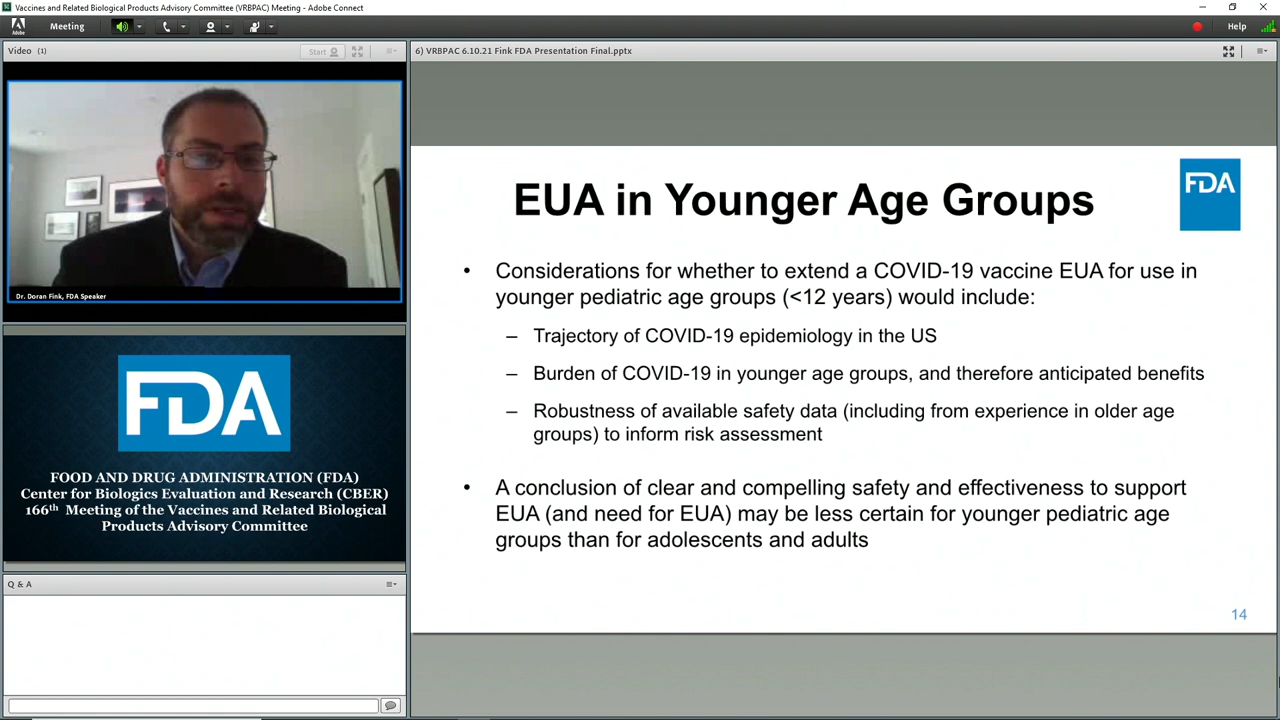 Vaccines and Related Biological Products Advisory Committee (VRBPAC) Meeting - Adobe Connect
Adobe
Meeting
Help
Video (1)
Start
Dr. Doran Fink, FDA Speaker
FDA
FOOD AND DRUG ADMINISTRATION (FDA)
Center for Biologics Evaluation and Research (CBER)
166th Meeting of the Vaccines and Related Biological
Products Advisory Committee
Q & A
6) VRBPAC 6.10.21 Fink FDA Presentation Final.pptx
EUA in Younger Age Groups
FDA
• Considerations for whether to extend a COVID-19 vaccine EUA for use in
younger pediatric age groups (<12 years) would include:
– Trajectory of COVID-19 epidemiology in the US
– Burden of COVID-19 in younger age groups, and therefore anticipated benefits
– Robustness of available safety data (including from experience in older age
groups) to inform risk assessment
• A conclusion of clear and compelling safety and effectiveness to support
EUA (and need for EUA) may be less certain for younger pediatric age
groups than for adolescents and adults
14